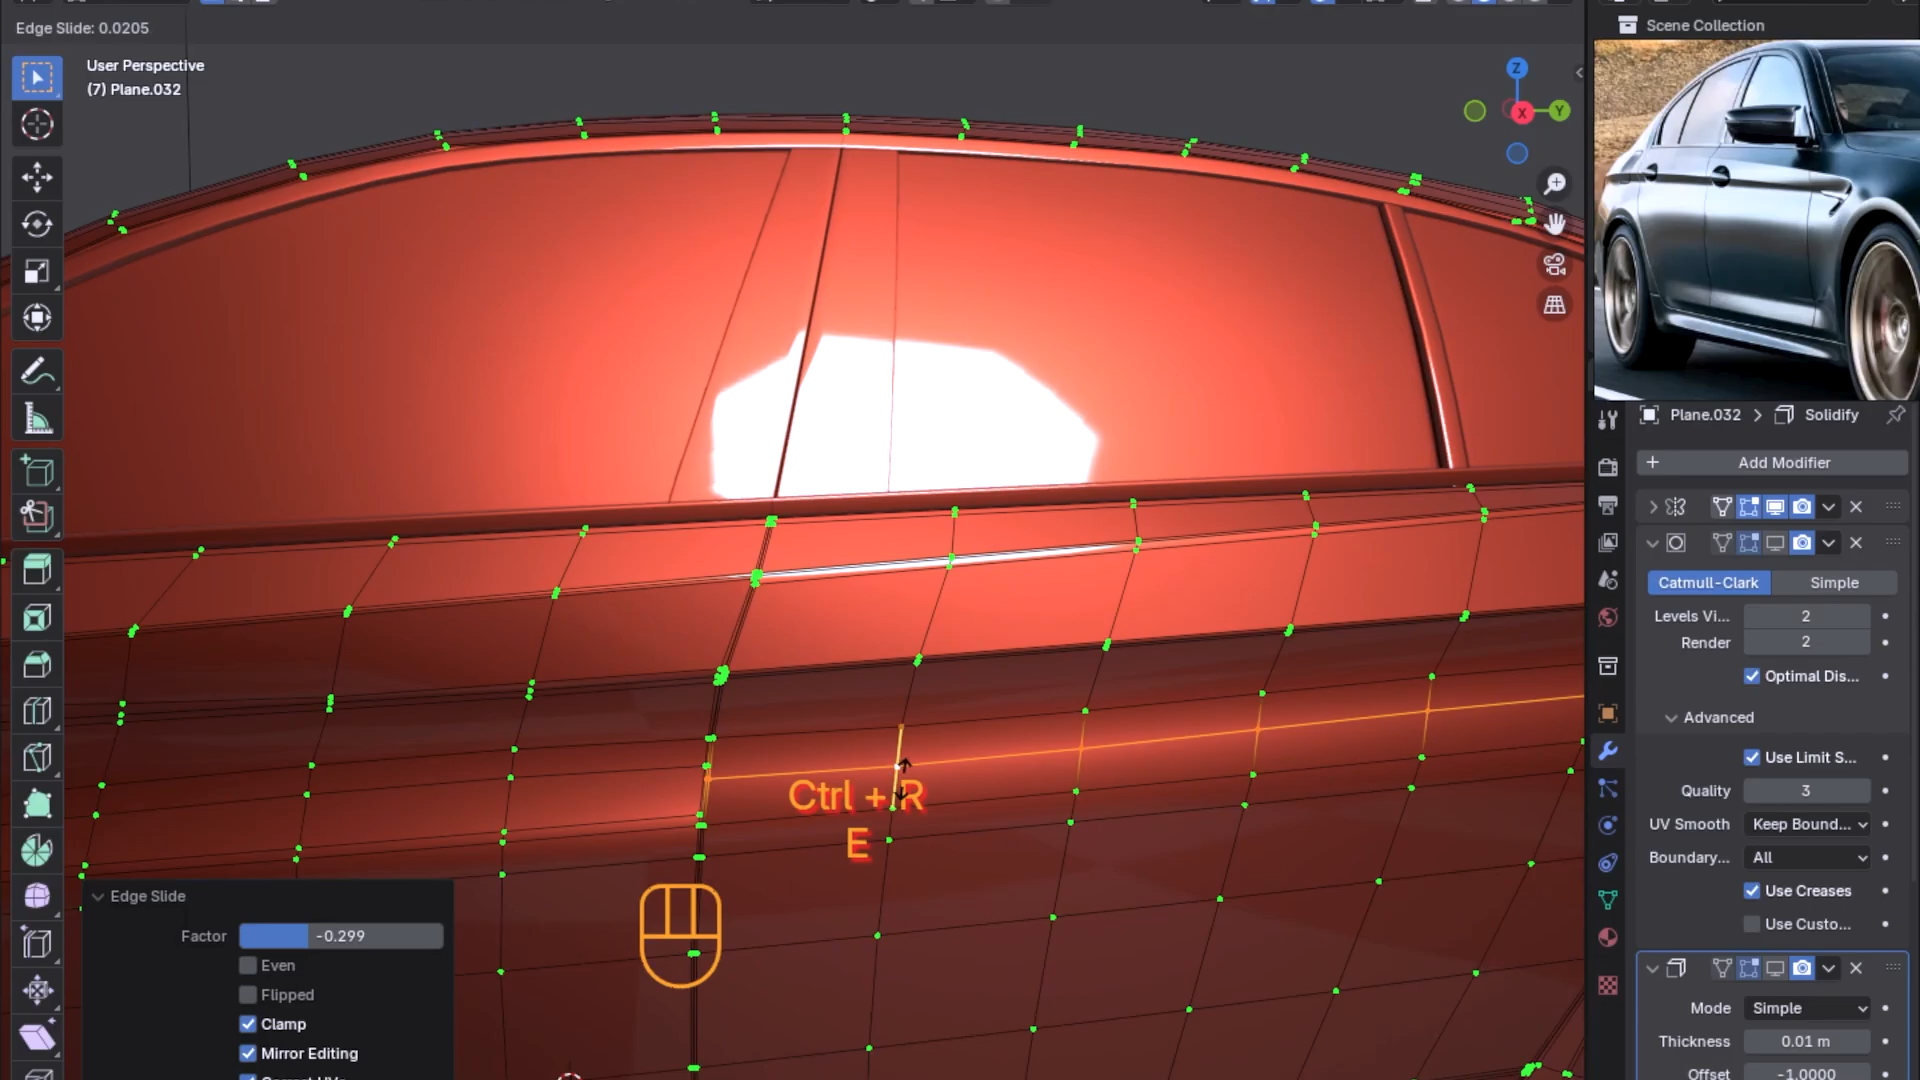 Edge Slide: 0.0205
User Perspective
(7) Plane.032
Z
Y
X
Ctrl + R
E
Edge Slide
Factor
-0.299
Even
Flipped
Clamp
Mirror Editing
Scene Collection
Plane.032 > Solidify
+ Add Modifier
Catmull-Clark
Simple
Levels Vi... 2
Render 2
Optimal Dis...
Advanced
Use Limit S...
Quality 3
UV Smooth Keep Bound...
Boundary... All
Use Creases
Use Custo...
Mode Simple
Thickness 0.01 m
Offset -1.0000